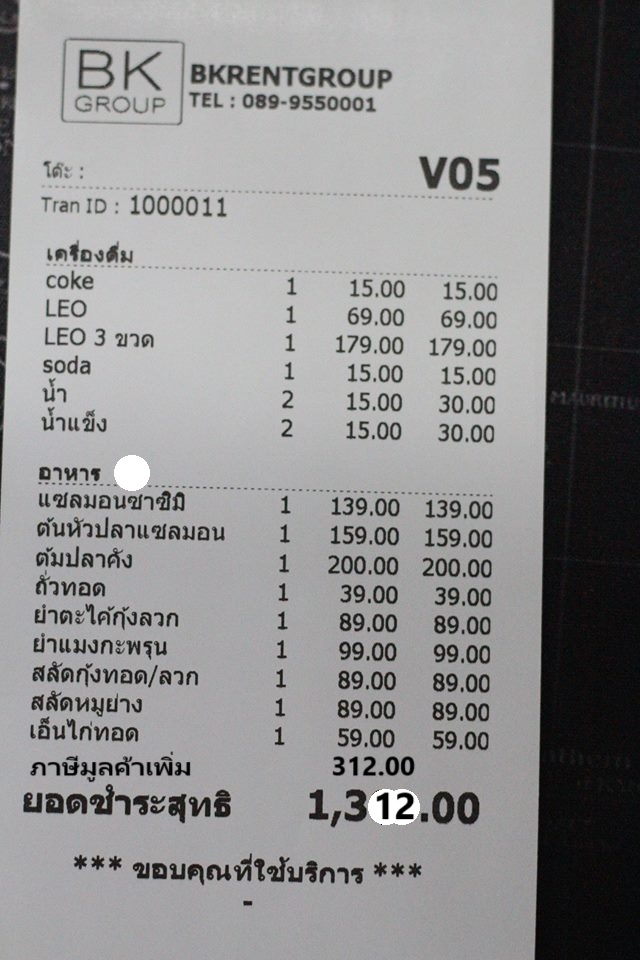 BK
GROUP
BKRENTGROUP
TEL : 089-9550001
โต๊ะ : V05
Tran ID : 1000011
เครื่องดื่ม
coke 1 15.00 15.00
LEO 1 69.00 69.00
LEO 3 ขวด 1 179.00 179.00
soda 1 15.00 15.00
น้ำ 2 15.00 30.00
น้ำแข็ง 2 15.00 30.00
อาหาร
แซลมอนซาซิมิ 1 139.00 139.00
ต้นหัวปลาแซลมอน 1 159.00 159.00
ต้มปลาคัง 1 200.00 200.00
ถั่วทอด 1 39.00 39.00
ยำตะไค้กุ้งลวก 1 89.00 89.00
ยำแมงกะพรุน 1 99.00 99.00
สลัดกุ้งทอด/ลวก 1 89.00 89.00
สลัดหมูย่าง 1 89.00 89.00
เอ็นไก่ทอด 1 59.00 59.00
ภาษีมูลค้าเพิ่ม 312.00
ยอดชำระสุทธิ 1,312.00
*** ขอบคุณที่ใช้บริการ ***
-